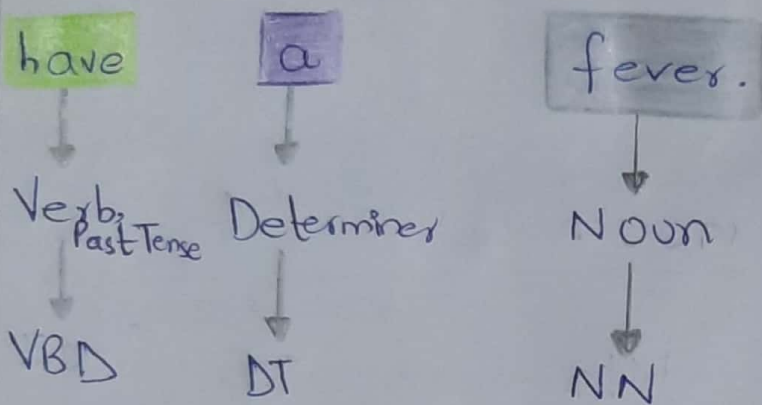 have a fever.
Verb, Determiner Noun
Past Tense
VBD DT NN